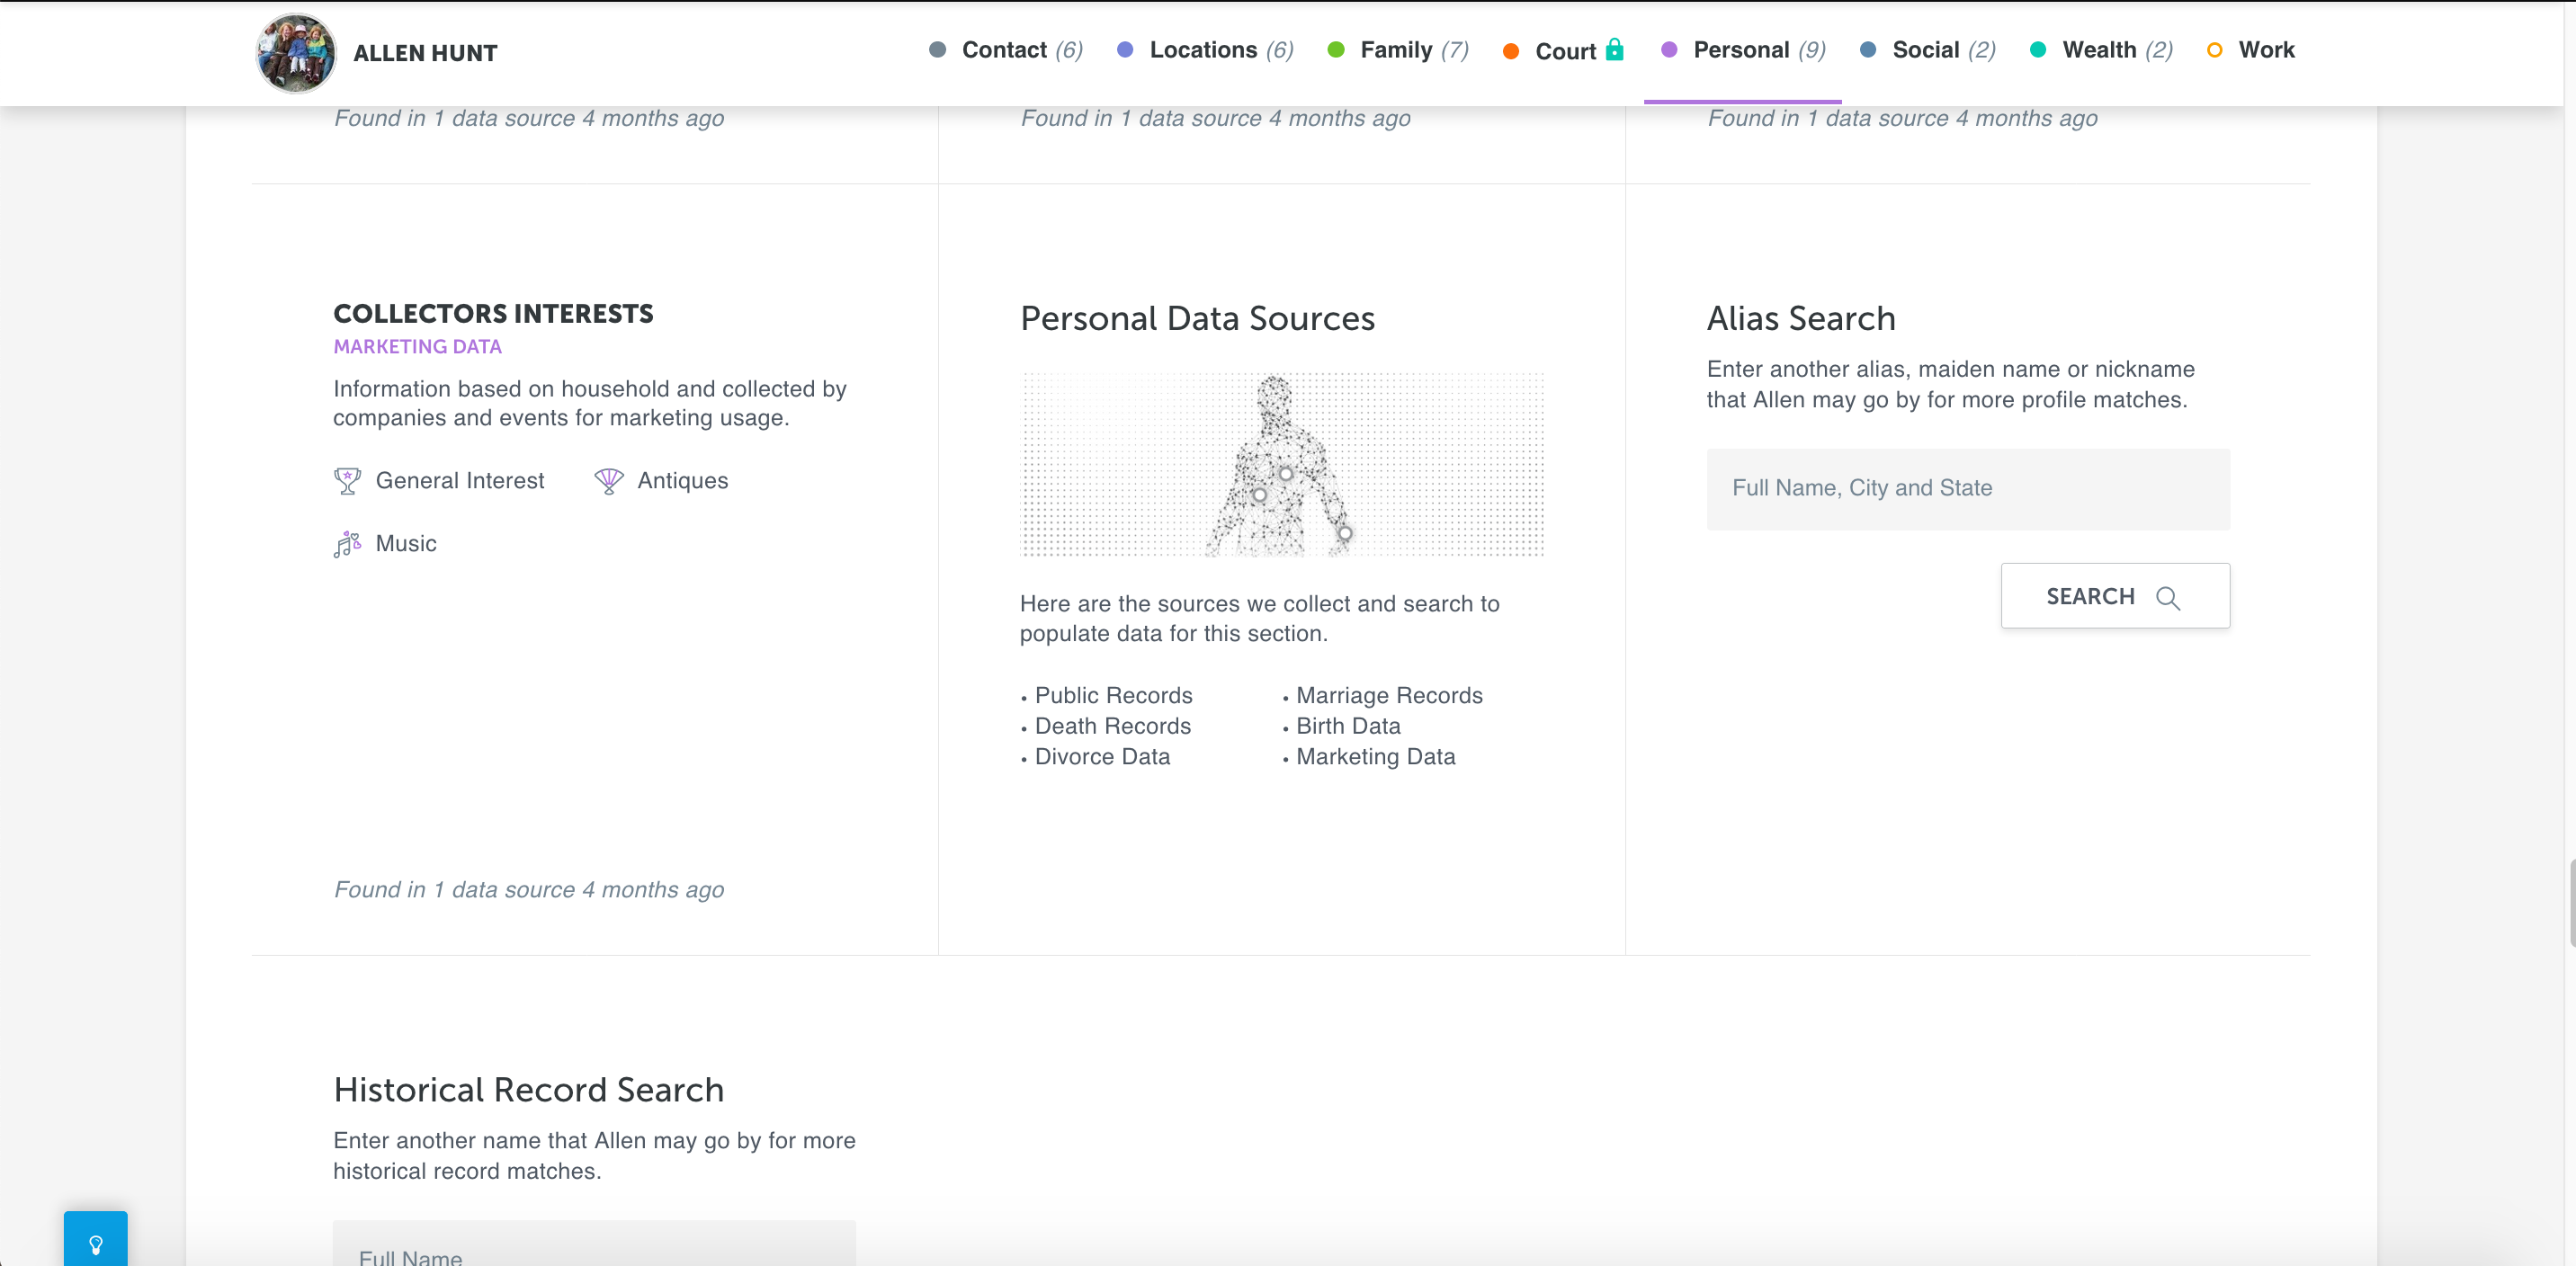 ALLEN HUNT
Contact (6)
Locations (6)
Family (7)
Court
Personal (9)
Social (2)
Wealth (2)
Work
Found in 1 data source 4 months ago
Found in 1 data source 4 months ago
Found in 1 data source 4 months ago
COLLECTORS INTERESTS
MARKETING DATA
Information based on household and collected by
companies and events for marketing usage.
General Interest
Antiques
Music
Found in 1 data source 4 months ago
Personal Data Sources
Here are the sources we collect and search to
populate data for this section.
• Public Records
• Death Records
• Divorce Data
• Marriage Records
• Birth Data
• Marketing Data
Alias Search
Enter another alias, maiden name or nickname
that Allen may go by for more profile matches.
Full Name, City and State
SEARCH
Historical Record Search
Enter another name that Allen may go by for more
historical record matches.
Full Name